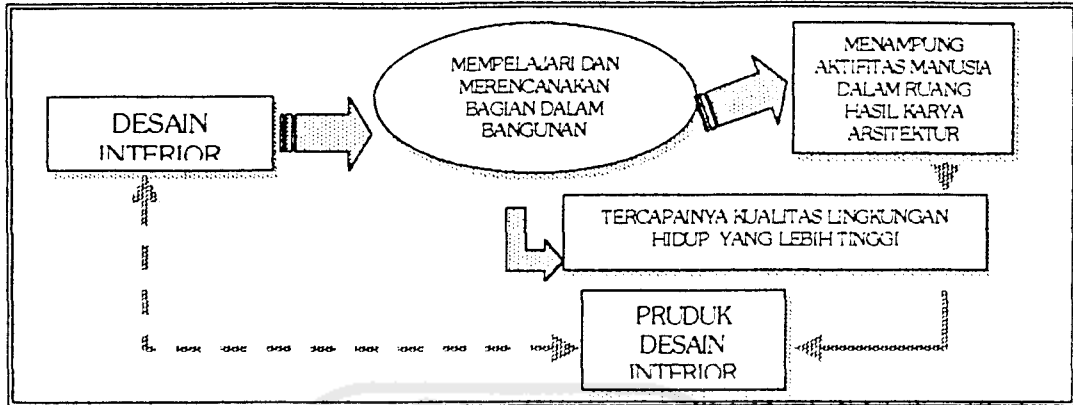 DESAIN
INTERIOR
MEMPELAJARI DAN
MERENCANAKAN
BAGIAN DALAM
BANGUNAN
MENAMPUNG
AKTIFITAS MANUSIA
DALAM RUANG
HASIL KARYA
ARSITEKTUR
TERCAPAINYA KUALITAS LINGKUNGAN
HIDUP YANG LEBIH TINGGI
PRUDUK
DESAIN
INTERIOR